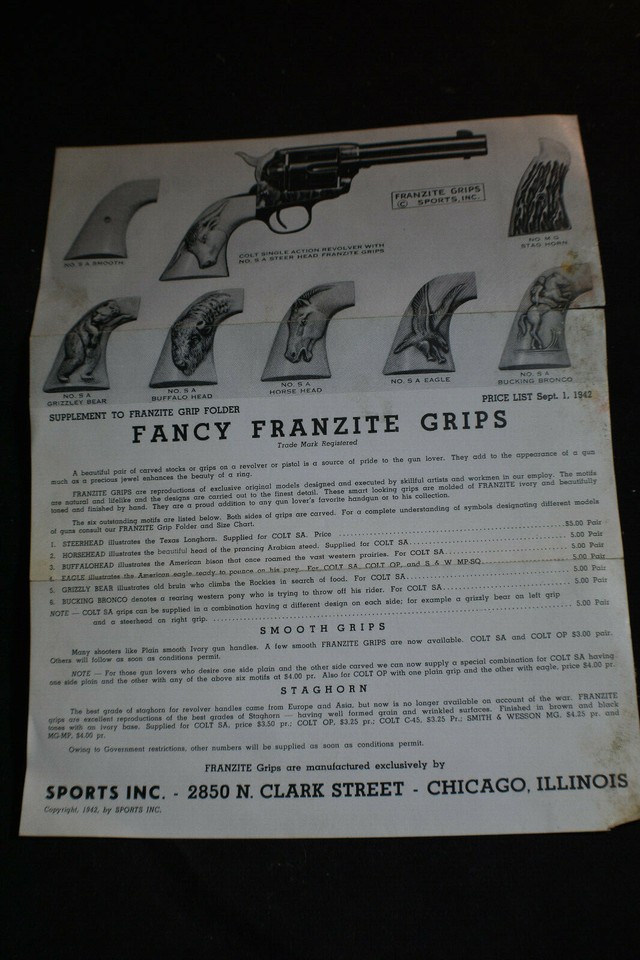 FRANZITE GRIPS
© SPORTS, INC.
NO. 5 A SMOOTH
COLT SINGLE ACTION REVOLVER WITH
NO. 5 A STEER HEAD FRANZITE GRIPS
STAG HORN
NO. 5 A
GRIZZLEY BEAR
NO. 5 A
BUFFALO HEAD
NO. 5 A
HORSE HEAD
NO. 5 A EAGLE
NO. 5 A
BUCKING BRONCO
SUPPLEMENT TO FRANZITE GRIP FOLDER
PRICE LIST Sept. 1, 1942
FANCY FRANZITE GRIPS
Trade Mark Registered
A beautiful pair of carved stocks or grips on a revolver or pistol is a source of pride to the gun lover. They add to the appearance of a gun
much as a precious jewel enhances the beauty of a ring.
FRANZITE GRIPS are reproductions of exclusive original models designed and executed by skillful artists and workmen in our employ. The motifs
are natural and lifelike and the designs are carried out to the finest detail. These smart looking grips are molded of FRANZITE ivory and beautifully
toned and finished by hand. They are a proud addition to any gun lover's favorite handgun or to his collection.
The six outstanding motifs are listed below. Both sides of grips are carved. For a complete understanding of symbols designating different models
of guns consult our FRANZITE Grip Folder and Size Chart.
1. STEERHEAD illustrates the Texas Longhorn. Supplied for COLT SA. Price ........ $5.00 Pair
2. HORSEHEAD illustrates the beautiful head of the prancing Arabian steed. Supplied for COLT SA ........ 5.00 Pair
3. BUFFALOHEAD illustrates the American bison that once roamed the vast western prairies. For COLT SA ........ 5.00 Pair
4. EAGLE illustrates the American eagle ready to pounce on his prey. For COLT SA, COLT OP, and S & W MP-SQ ........ 5.00 Pair
5. GRIZZLY BEAR illustrates old bruin who climbs the Rockies in search of food. For COLT SA ........ 5.00 Pair
6. BUCKING BRONCO denotes a rearing western pony who is trying to throw off his rider. For COLT SA ........ 5.00 Pair
NOTE — COLT SA grips can be supplied in a combination having a different design on each side; for example a grizzly bear on left grip
and a steerhead on right grip. ........ 5.00 Pair
SMOOTH GRIPS
Many shooters like Plain smooth Ivory gun handles. A few smooth FRANZITE GRIPS are now available. COLT SA and COLT OP $3.00 pair.
Others will follow as soon as conditions permit.
NOTE — For those gun lovers who desire one side plain and the other side carved we can now supply a special combination for COLT SA having
one side plain and the other with any of the above six motifs at $4.00 pr. Also for COLT OP with one plain grip and the other with eagle, price $4.00 pr.
STAGHORN
The best grade of staghorn for revolver handles came from Europe and Asia, but now is no longer available on account of the war. FRANZITE
grips are excellent reproductions of the best grades of Staghorn — having well formed grain and wrinkled surfaces. Finished in brown and black
tones with an ivory base. Supplied for COLT SA, price $3.50 pr.; COLT OP, $3.25 pr.; COLT C-45, $3.25 Pr.; SMITH & WESSON MG, $4.25 pr. and
MG-MP, $4.00 pr.
Owing to Government restrictions, other numbers will be supplied as soon as conditions permit.
FRANZITE Grips are manufactured exclusively by
SPORTS INC. - 2850 N. CLARK STREET - CHICAGO, ILLINOIS
Copyright, 1942, by SPORTS INC.